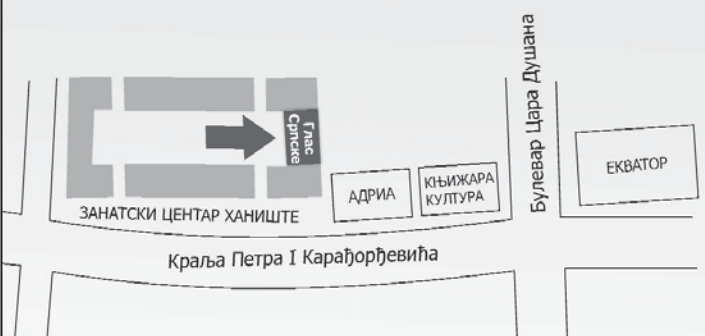 Булевар Цара Душана
Глас
Српске
АДРИА
КЊИЖАРА
КУЛТУРА
ЕКВАТОР
ЗАНАТСКИ ЦЕНТАР ХАНИШТЕ
Краља Петра I Карађорђевића